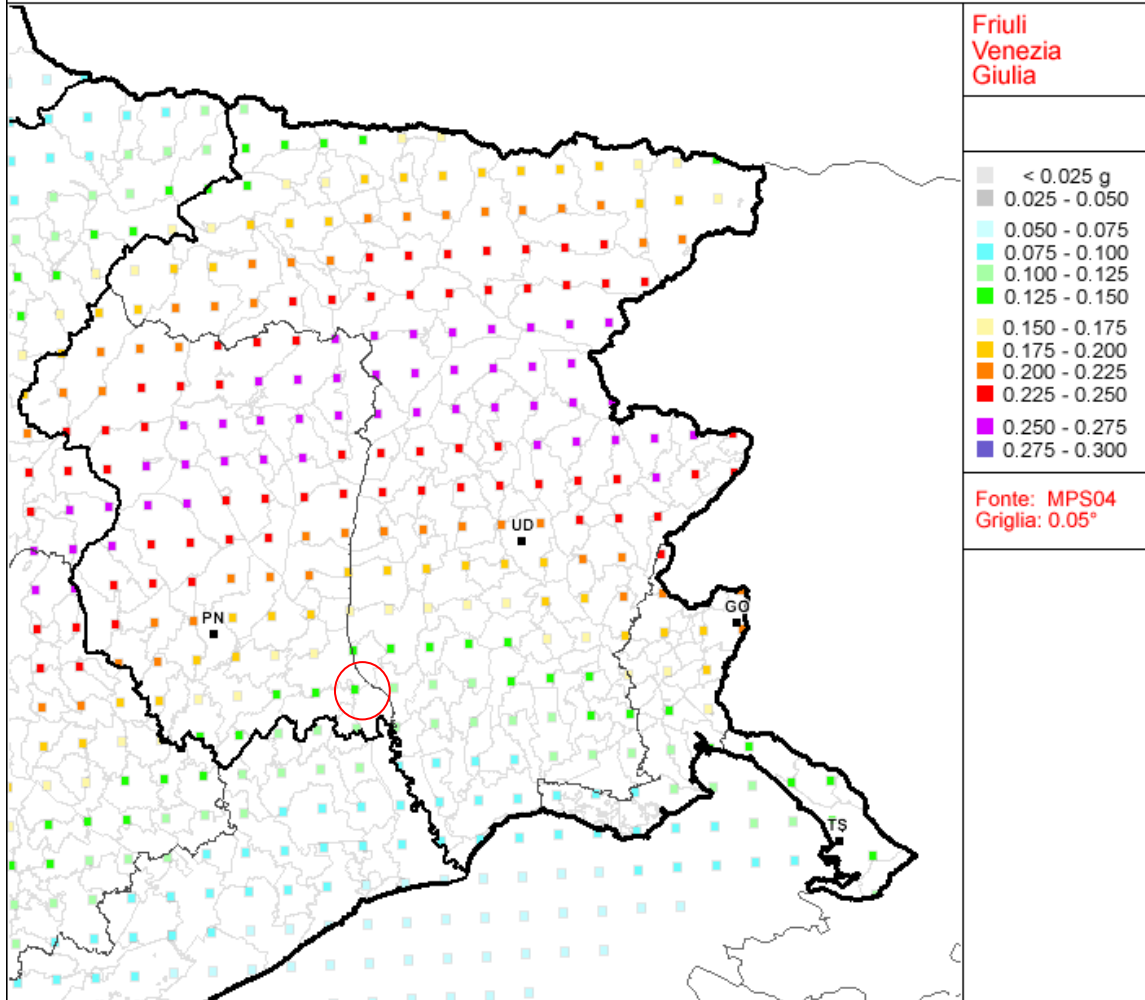 Friuli
Venezia
Giulia
< 0.025 g
0.025 - 0.050
0.050 - 0.075
0.075 - 0.100
0.100 - 0.125
0.125 - 0.150
0.150 - 0.175
0.175 - 0.200
0.200 - 0.225
0.225 - 0.250
0.250 - 0.275
0.275 - 0.300
Fonte: MPS04
Griglia: 0.05°
UD
GO
PN
TS